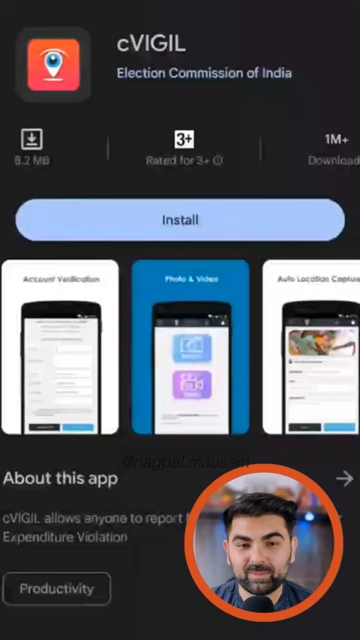 cVIGIL
Election Commission of India
3+
1M+
8.2 MB
Rated for 3+
Download
Install
Account Verification
Photo & Video
Auto Location Capture
@nagpal.mausam
About this app
cVIGIL allows anyone to report
Expenditure Violation
Productivity